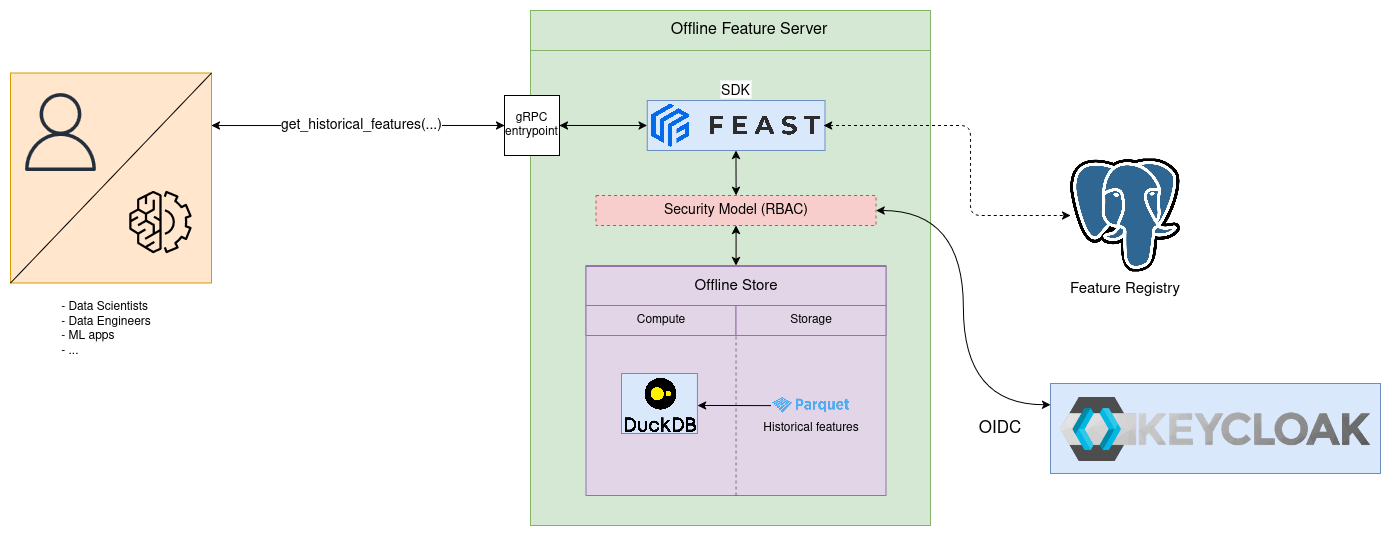 Offline Feature Server
SDK
FEAST
get_historical_features(...)
gRPC
entrypoint
Security Model (RBAC)
Feature Registry
Offline Store
Compute
Storage
- Data Scientists
- Data Engineers
- ML apps
- ...
DuckDB
Parquet
Historical features
OIDC
KEYCLOAK